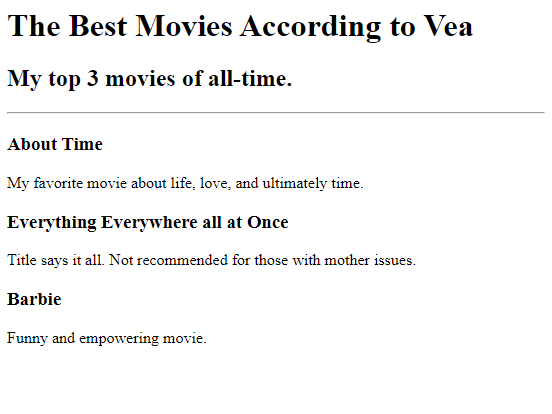 The Best Movies According to Vea
My top 3 movies of all-time.
About Time
My favorite movie about life, love, and ultimately time.
Everything Everywhere all at Once
Title says it all. Not recommended for those with mother issues.
Barbie
Funny and empowering movie.